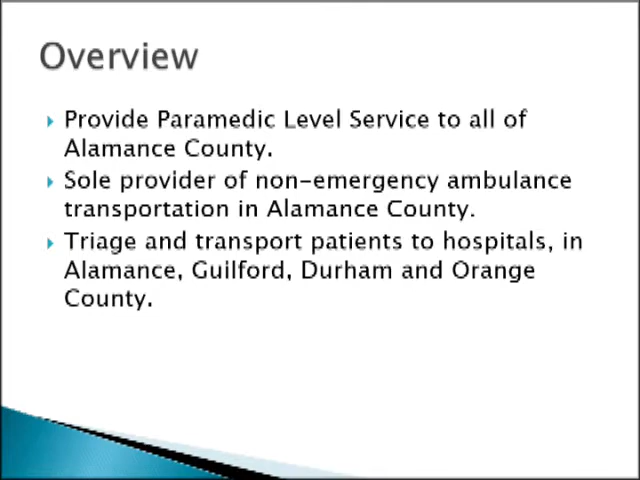 Overview
Provide Paramedic Level Service to all of
Alamance County.
Sole provider of non-emergency ambulance
transportation in Alamance County.
Triage and transport patients to hospitals, in
Alamance, Guilford, Durham and Orange
County.